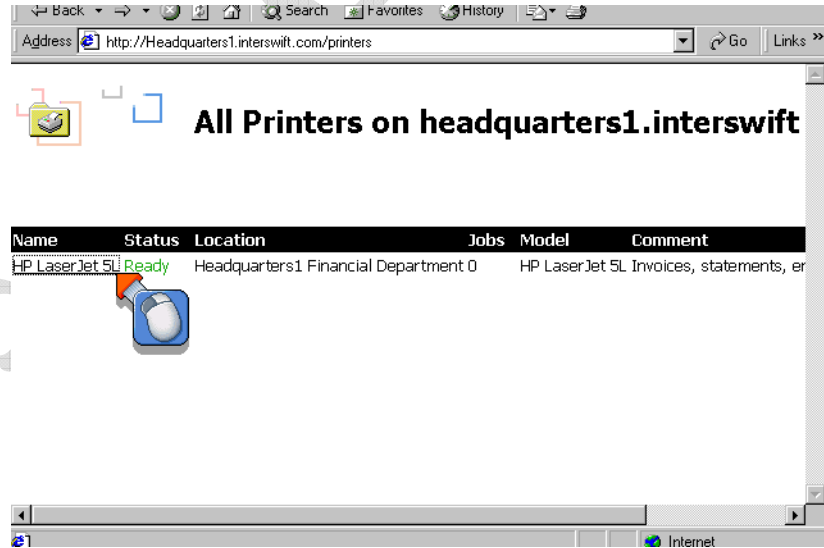 Back Search Favorites History
Address http://Headquarters1.interswift.com/printers Go Links »
All Printers on headquarters1.interswift
Name Status Location Jobs Model Comment
HP LaserJet 5L Ready Headquarters1 Financial Department 0 HP LaserJet 5L Invoices, statements, er
Internet